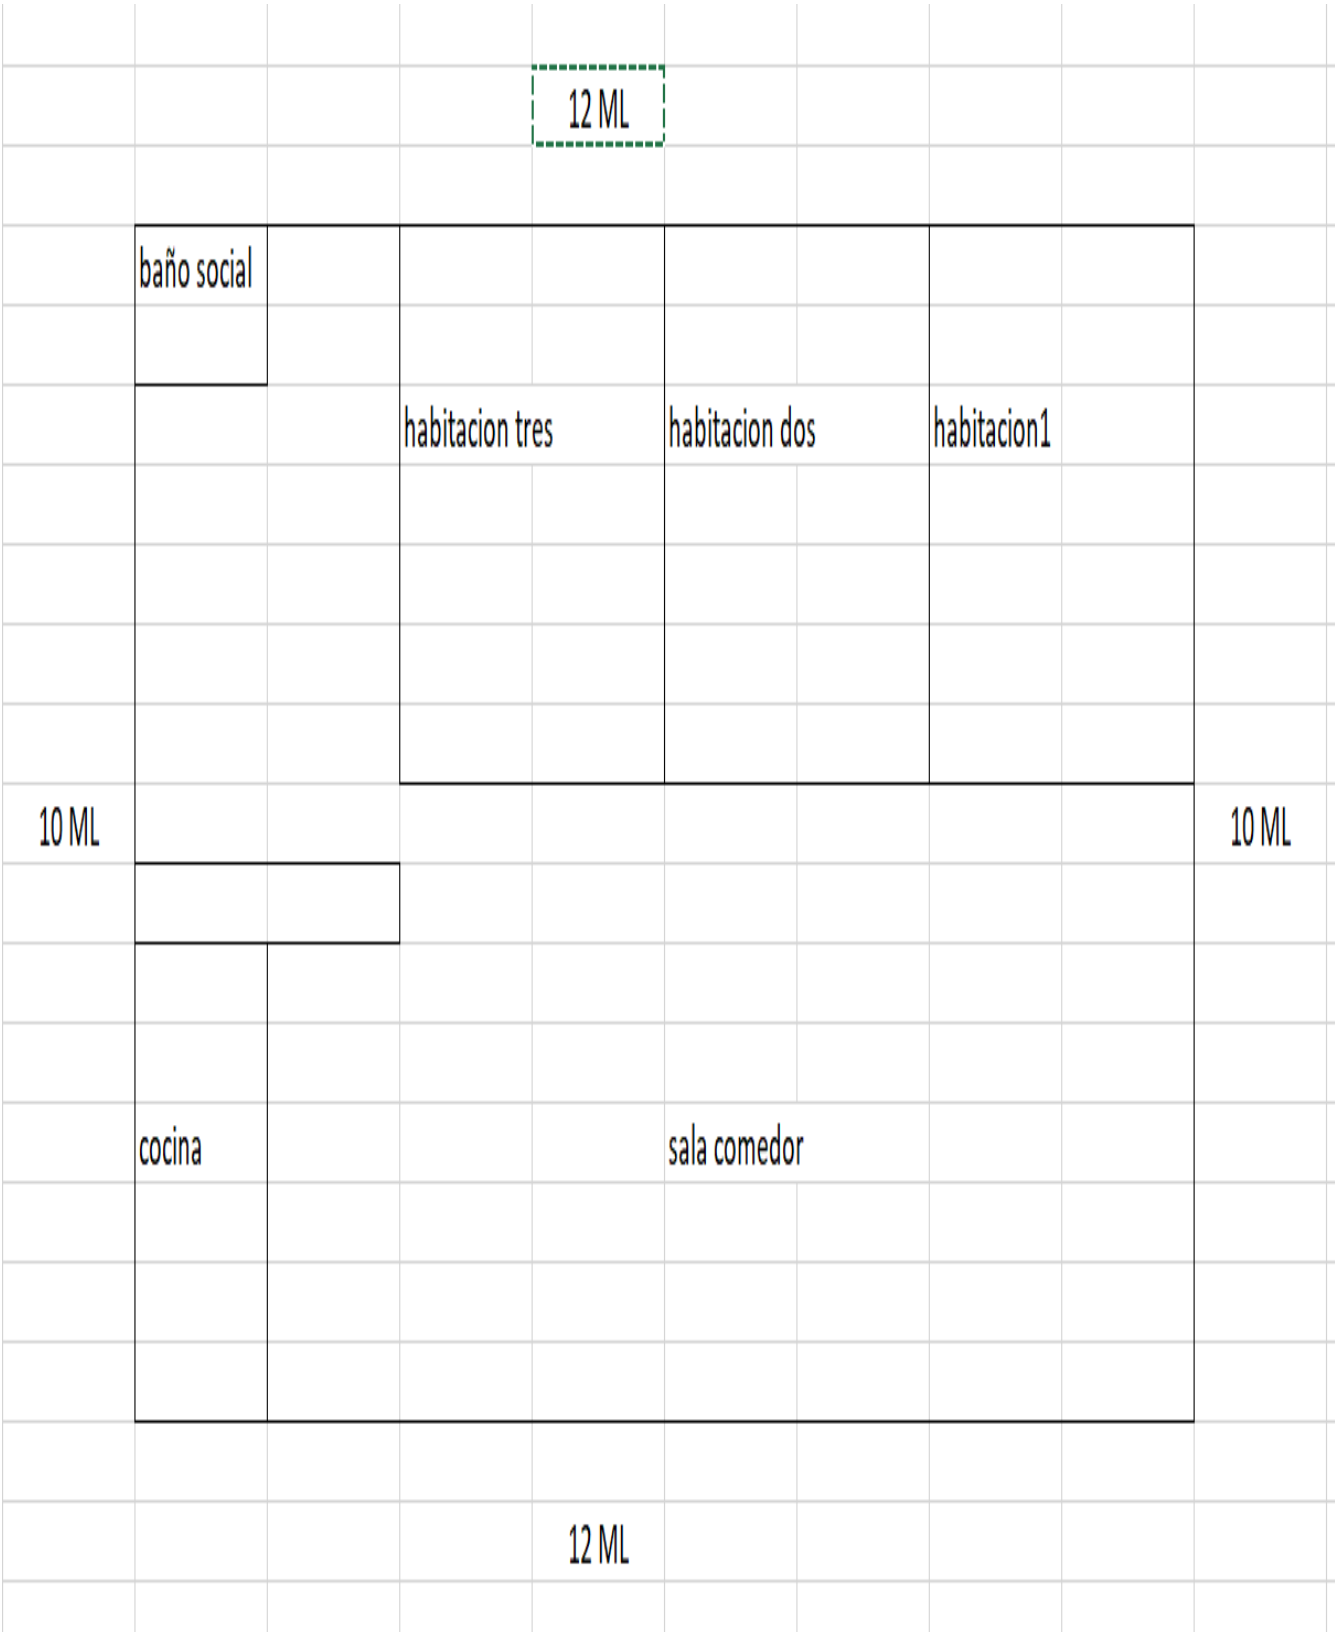 12 ML
baño social
habitacion tres
habitacion dos
habitacion1
10 ML
10 ML
cocina
sala comedor
12 ML